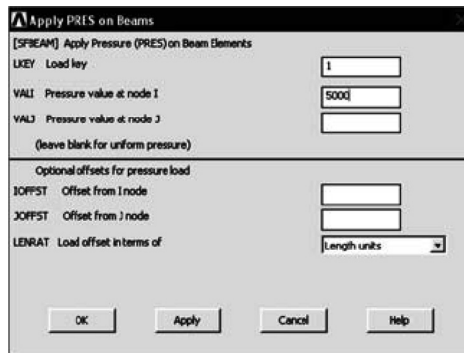 Apply PRES on Beams
[SFBEAM] Apply Pressure (PRES) on Beam Elements
LKEY Load key 1
VALI Pressure value at node I 5000
VALJ Pressure value at node J
(leave blank for uniform pressure)
Optional offsets for pressure load
IOFFST Offset from I node
JOFFST Offset from J node
LENRAT Load offset in terms of Length units
OK Apply Cancel Help